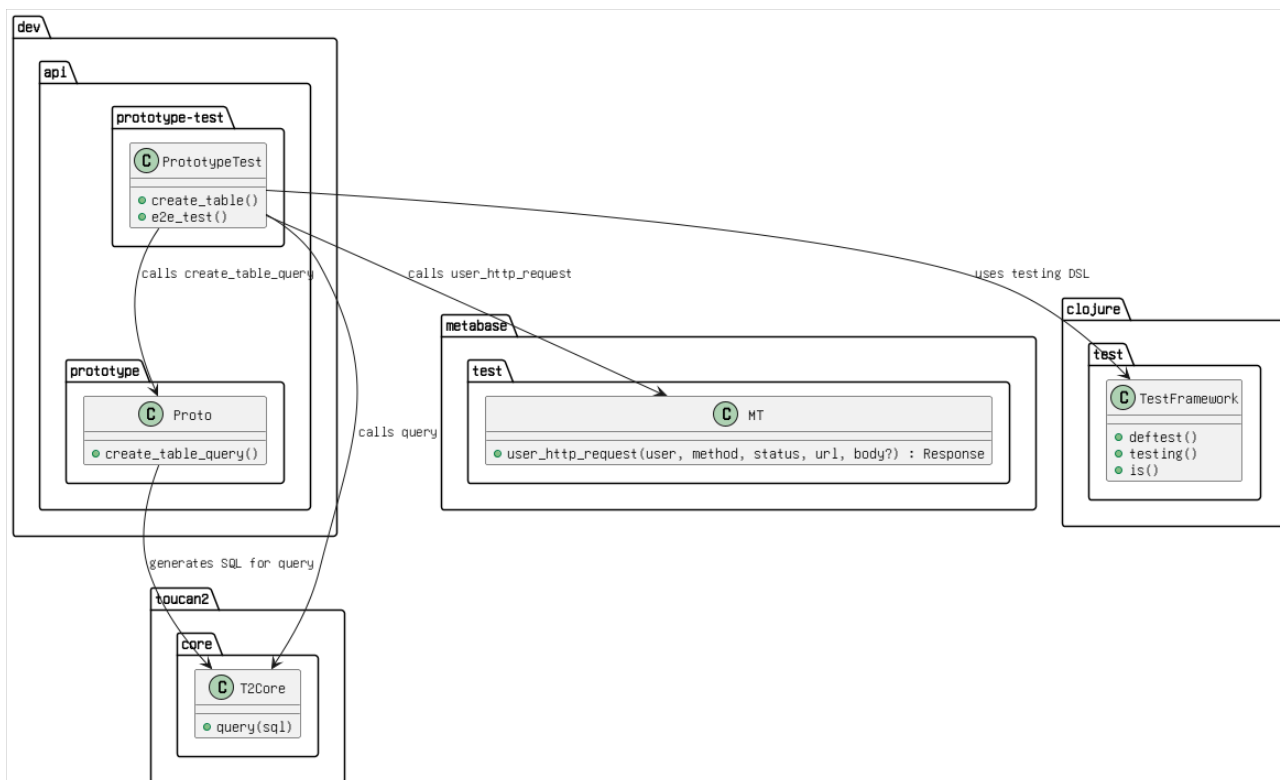 dev
api
prototype-test
C PrototypeTest
create_table()
e2e_test()
calls create_table_query
calls user_http_request
uses testing DSL
clojure
metabase
test
prototype
test
C Proto
create_table_query()
C MT
user_http_request(user, method, status, url, body?) : Response
C TestFramework
deftest()
testing()
is()
calls query
generates SQL for query
toucan2
core
C T2Core
query(sql)